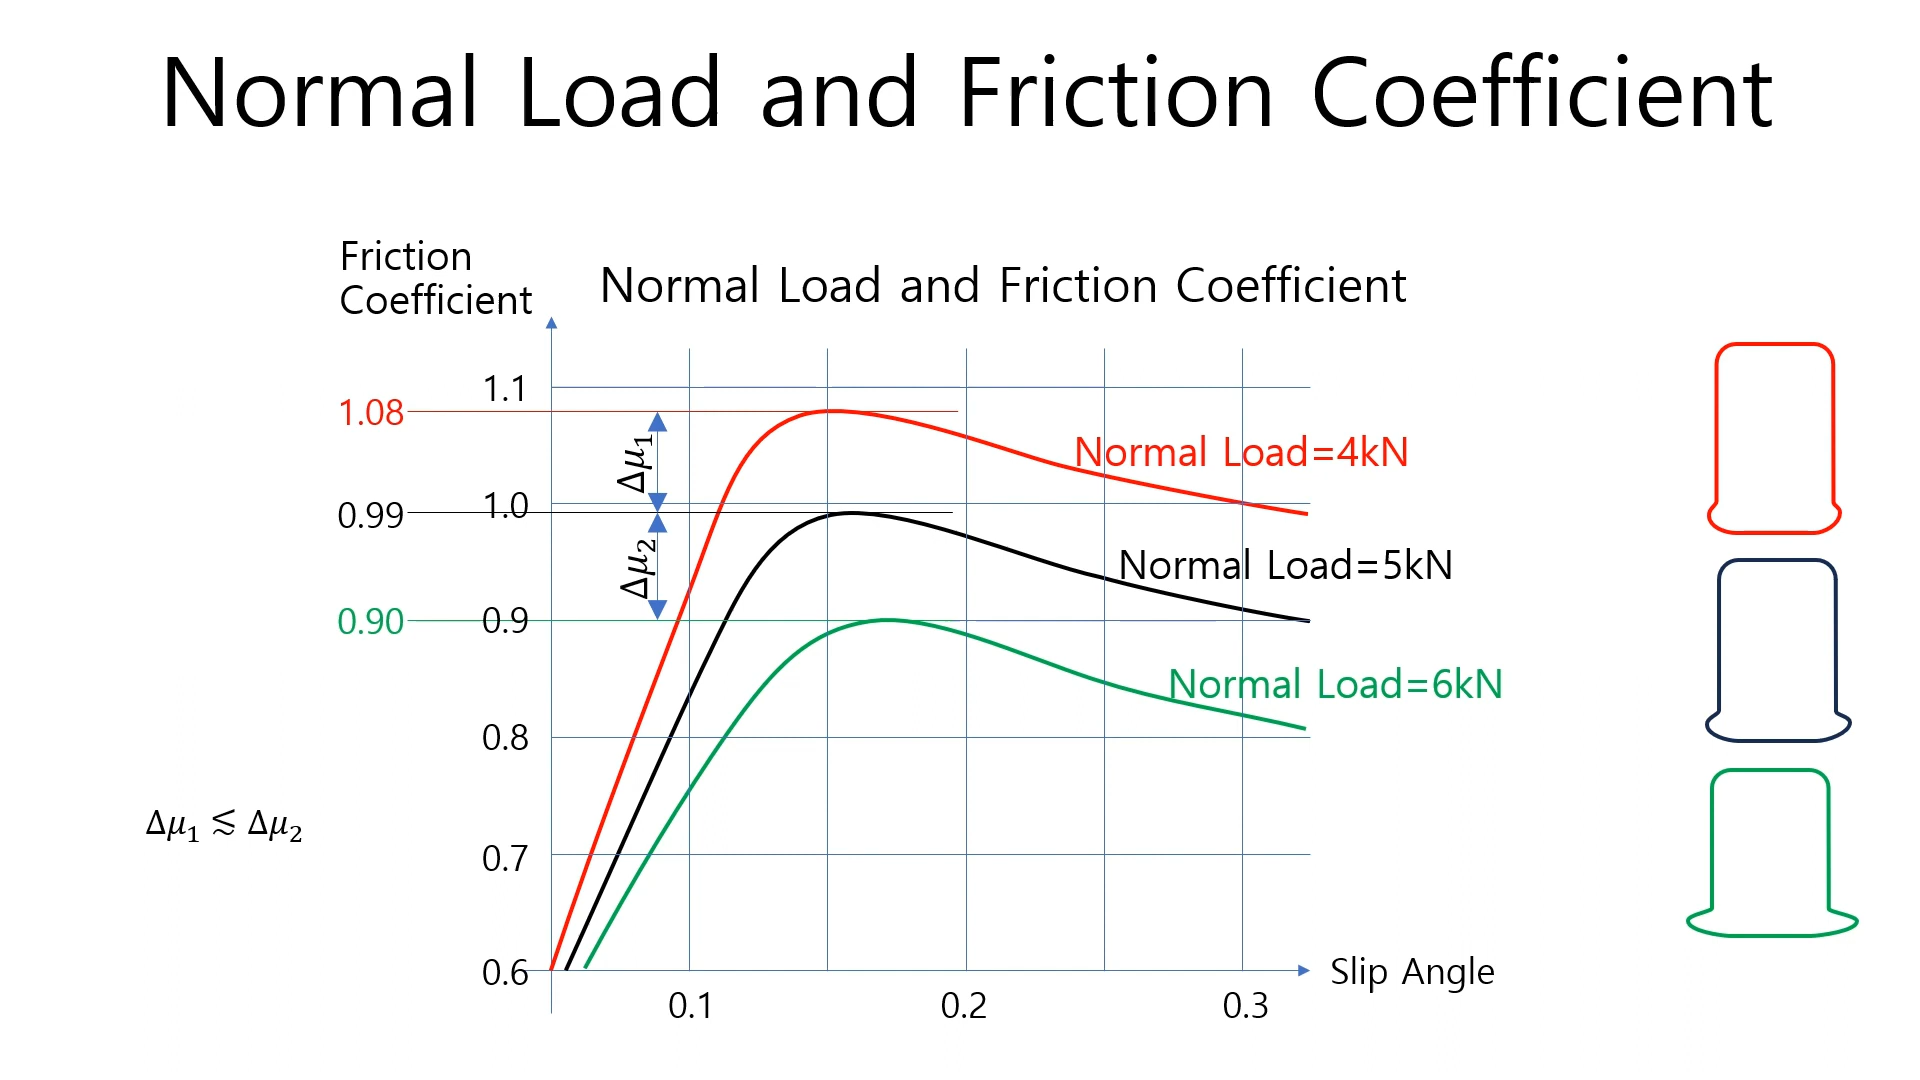 Normal Load and Friction Coefficient
Friction
Coefficient
Normal Load and Friction Coefficient
1.1
1.08
Δμ₁
Normal Load=4kN
1.0
0.99
Δμ₂
Normal Load=5kN
0.90
0.9
Normal Load=6kN
0.8
Δμ₁ ⪅ Δμ₂
0.7
0.6
Slip Angle
0.1
0.2
0.3